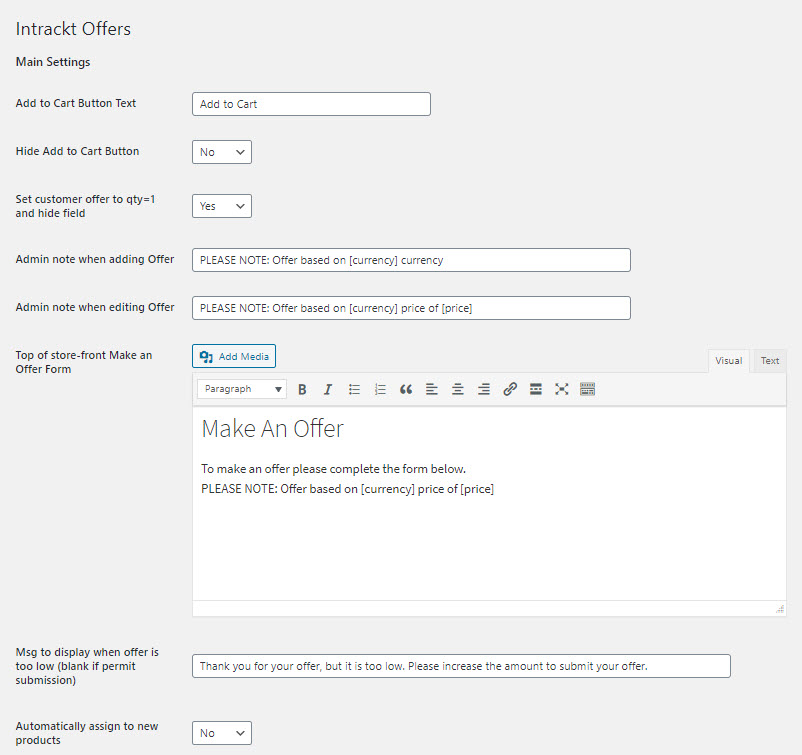 Intrackt Offers
Main Settings
Add to Cart Button Text
Add to Cart
Hide Add to Cart Button
No
Set customer offer to qty=1
and hide field
Yes
Admin note when adding Offer
PLEASE NOTE: Offer based on [currency] currency
Admin note when editing Offer
PLEASE NOTE: Offer based on [currency] price of [price]
Top of store-front Make an
Offer Form
Add Media
Visual
Text
Paragraph
B
I
Make An Offer
To make an offer please complete the form below.
PLEASE NOTE: Offer based on [currency] price of [price]
Msg to display when offer is
too low (blank if permit
submission)
Thank you for your offer, but it is too low. Please increase the amount to submit your offer.
Automatically assign to new
products
No